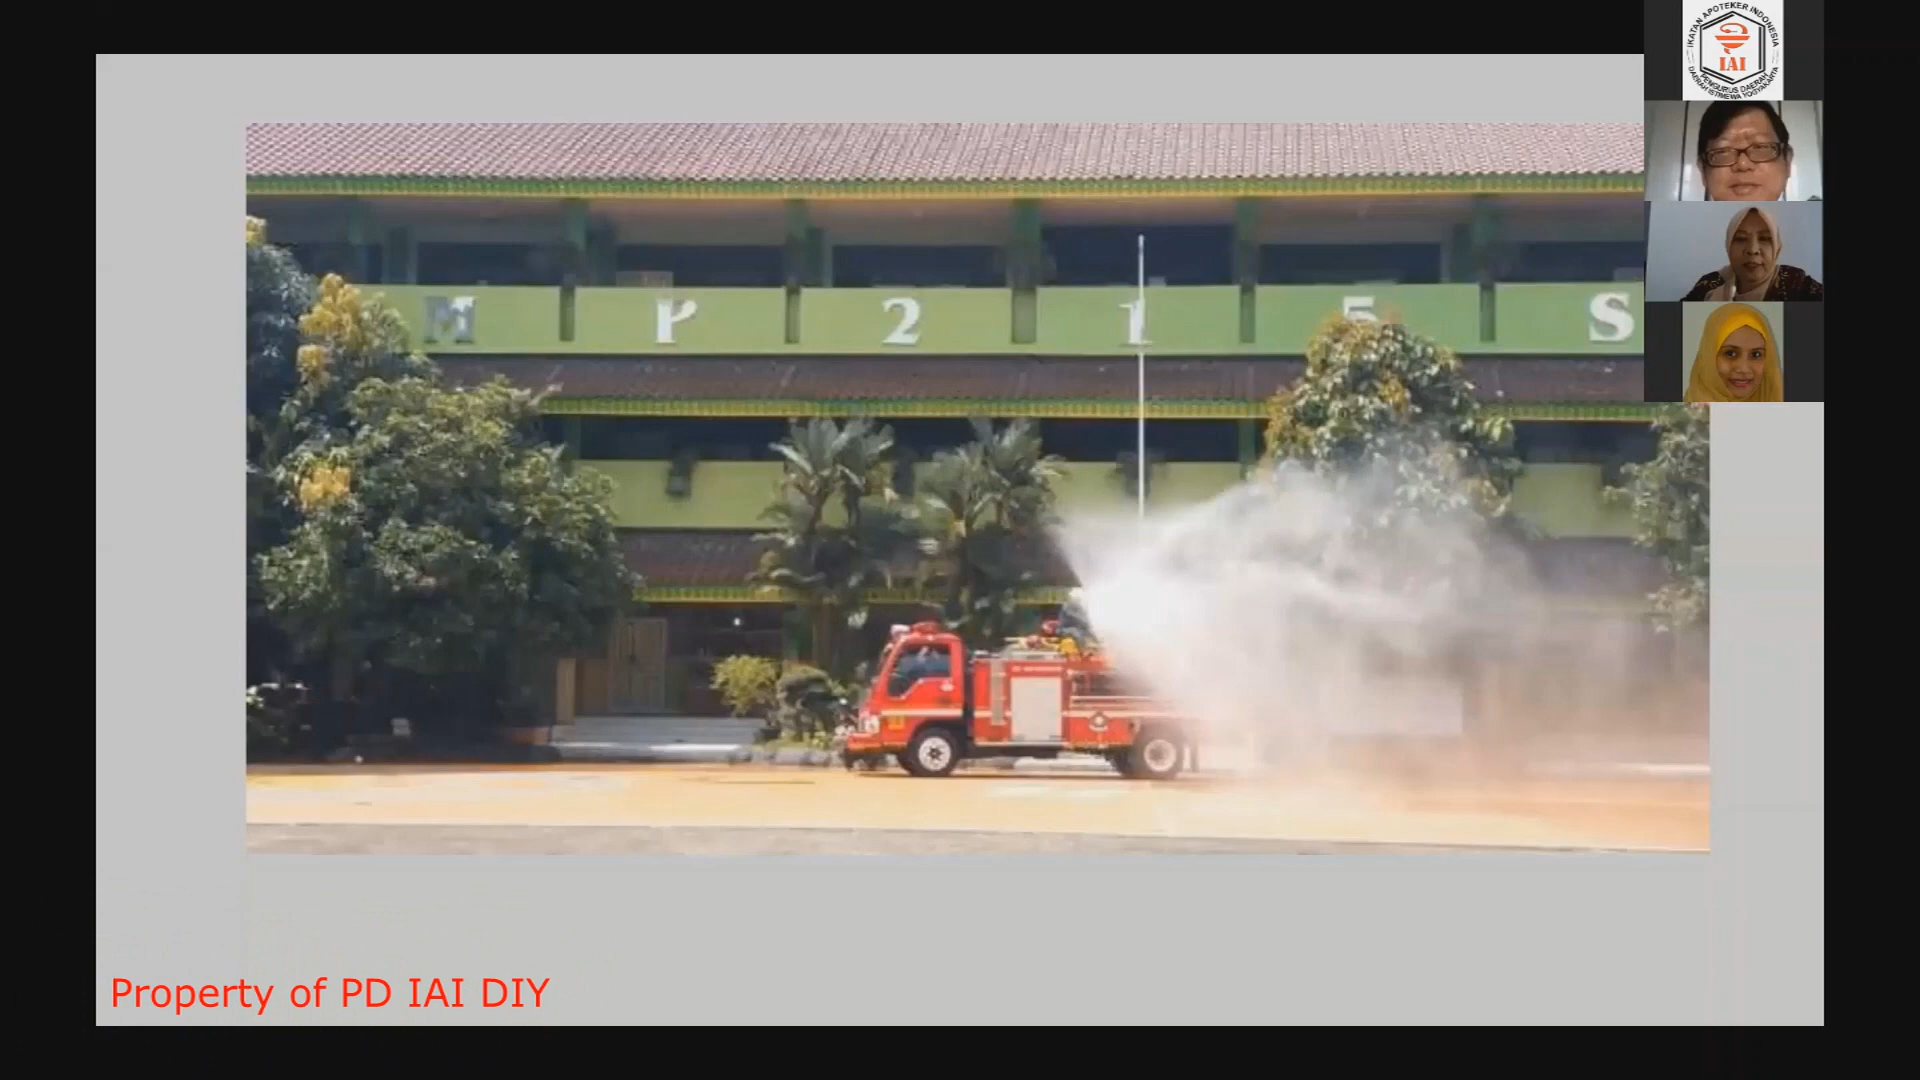 IKATAN APOTEKER INDONESIA
IAI
PENGURUS DAERAH
DAERAH ISTIMEWA YOGYAKARTA
M P 2 1 5 S
Property of PD IAI DIY